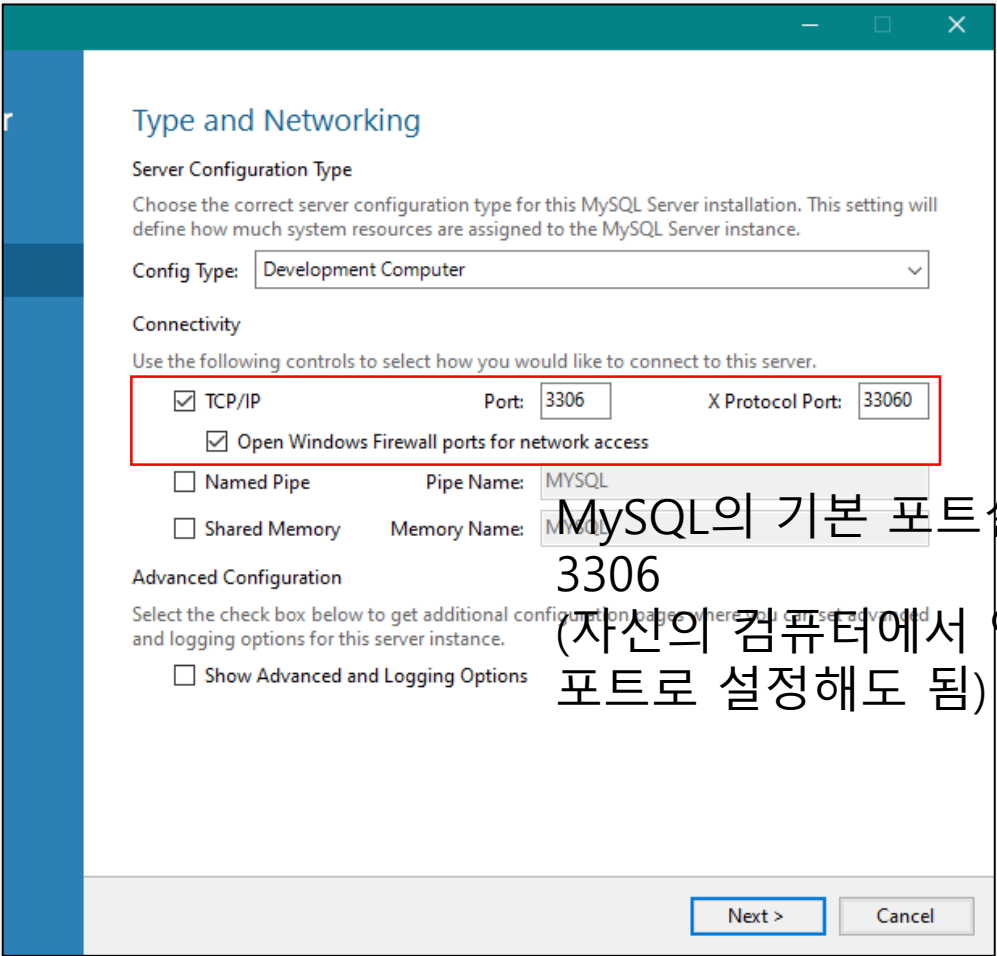 r
Type and Networking
Server Configuration Type
Choose the correct server configuration type for this MySQL Server installation. This setting will
define how much system resources are assigned to the MySQL Server instance.
Config Type: Development Computer
Connectivity
Use the following controls to select how you would like to connect to this server.
TCP/IP Port: 3306 X Protocol Port: 33060
Open Windows Firewall ports for network access
Named Pipe Pipe Name: MYSQL
Shared Memory Memory Name: MYSQL
MySQL의 기본
3306
(자신의 컴퓨터에서
포트로 설정해도 됨)
Advanced Configuration
Select the check box below to get additional configuration pages where you can set advanced
and logging options for this server instance.
Show Advanced and Logging Options
Next > Cancel